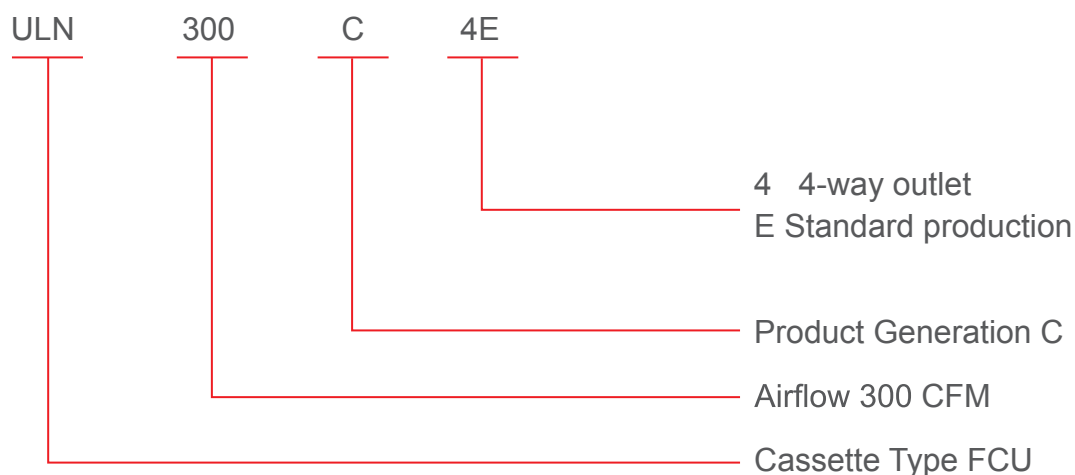 ULN 300 C 4E
4 4-way outlet
E Standard production
Product Generation C
Airflow 300 CFM
Cassette Type FCU